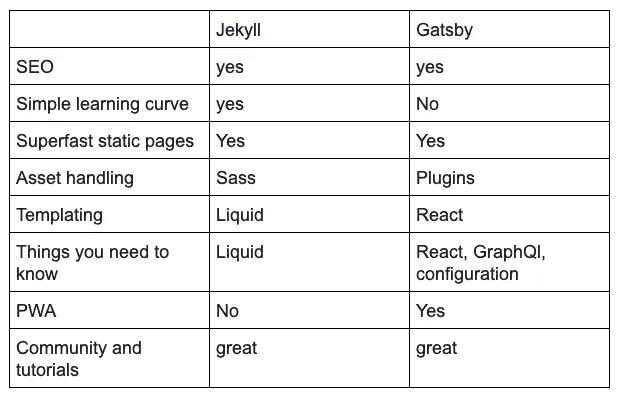 Jekyll Gatsby
SEO yes yes
Simple learning curve yes No
Superfast static pages Yes Yes
Asset handling Sass Plugins
Templating Liquid React
Things you need to Liquid React, GraphQl,
know configuration
PWA No Yes
Community and great great
tutorials